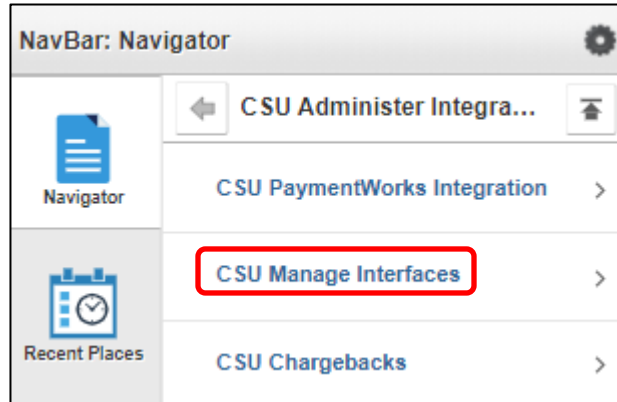 NavBar: Navigator
CSU Administer Integra...
Navigator
CSU PaymentWorks Integration
CSU Manage Interfaces
Recent Places
CSU Chargebacks